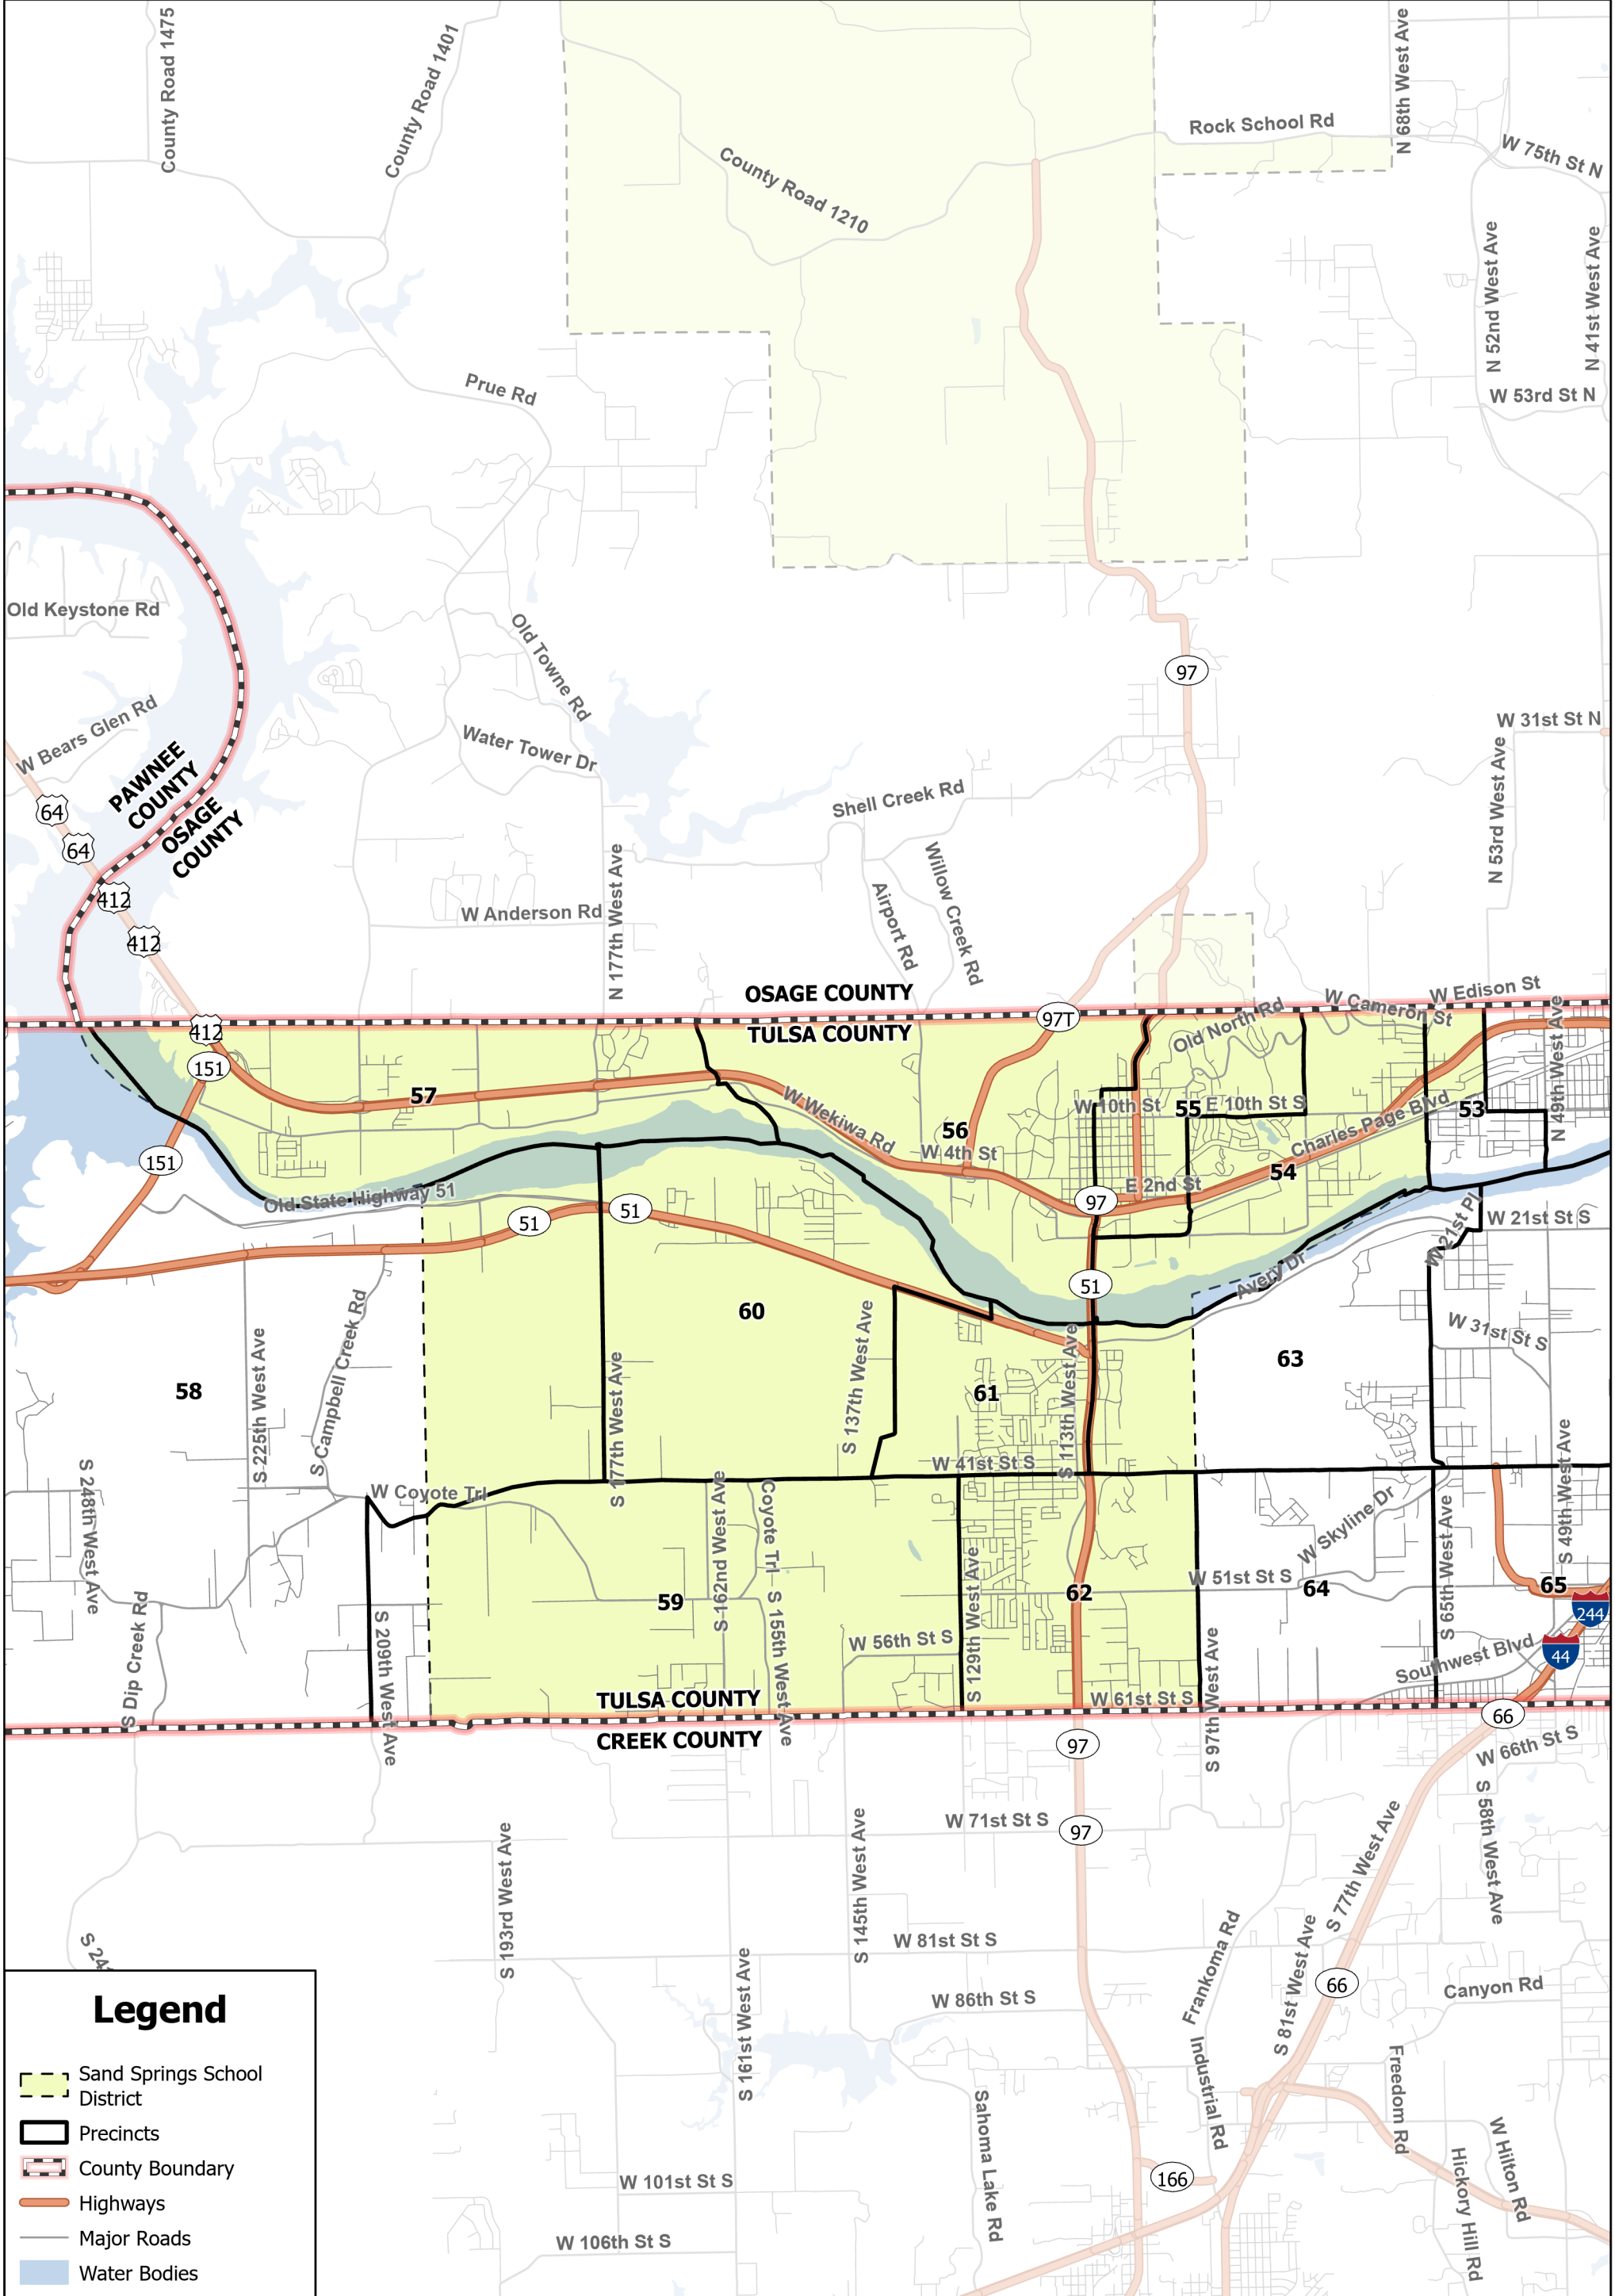 County Road 1475
County Road 1401
N 68th West Ave
Rock School Rd
W 75th St N
County Road 1210
N 52nd West Ave
N 41st West Ave
Prue Rd
W 53rd St N
Old Keystone Rd
Old Towne Rd
97
W Bears Glen Rd
Water Tower Dr
W 31st St N
PAWNEE
COUNTY
OSAGE
COUNTY
64
64
Shell Creek Rd
N 53rd West Ave
412
412
W Anderson Rd
N 177th West Ave
Airport Rd
Willow Creek Rd
OSAGE COUNTY
TULSA COUNTY
97T
W Edison St
W Cameron St
Old North Rd
N 49th West Ave
412
151
57
W Wekiwa Rd
W 10th St
55
E 10th St S
53
56
W 4th St
Charles Page Blvd
151
54
E 2nd St
Old State Highway 51
97
51
51
W 21st Pl
W 21st St S
51
Avery Dr
60
S 137th West Ave
S 113th West Ave
W 31st St S
63
58
S 225th West Ave
S Campbell Creek Rd
S 177th West Ave
61
W 41st St S
S 49th West Ave
S 248th West Ave
W Coyote Trl
S 162nd West Ave
Coyote Trl
W Skyline Dr
S 65th West Ave
S 129th West Ave
W 51st St S
64
65
62
59
244
S Dip Creek Rd
S 209th West Ave
S 155th West Ave
W 56th St S
44
Southwest Blvd
S 97th West Ave
TULSA COUNTY
CREEK COUNTY
W 61st St S
66
97
W 66th St S
S 58th West Ave
S 77th West Ave
W 71st St S
97
S 193rd West Ave
S 145th West Ave
W 81st St S
S 24
S 161st West Ave
Frankoma Rd
S 81st West Ave
66
Canyon Rd
W 86th St S
Industrial Rd
Freedom Rd
Sahoma Lake Rd
W Hilton Rd
Hickory Hill Rd
166
W 101st St S
W 106th St S
Legend
Sand Springs School
District
Precincts
County Boundary
Highways
Major Roads
Water Bodies